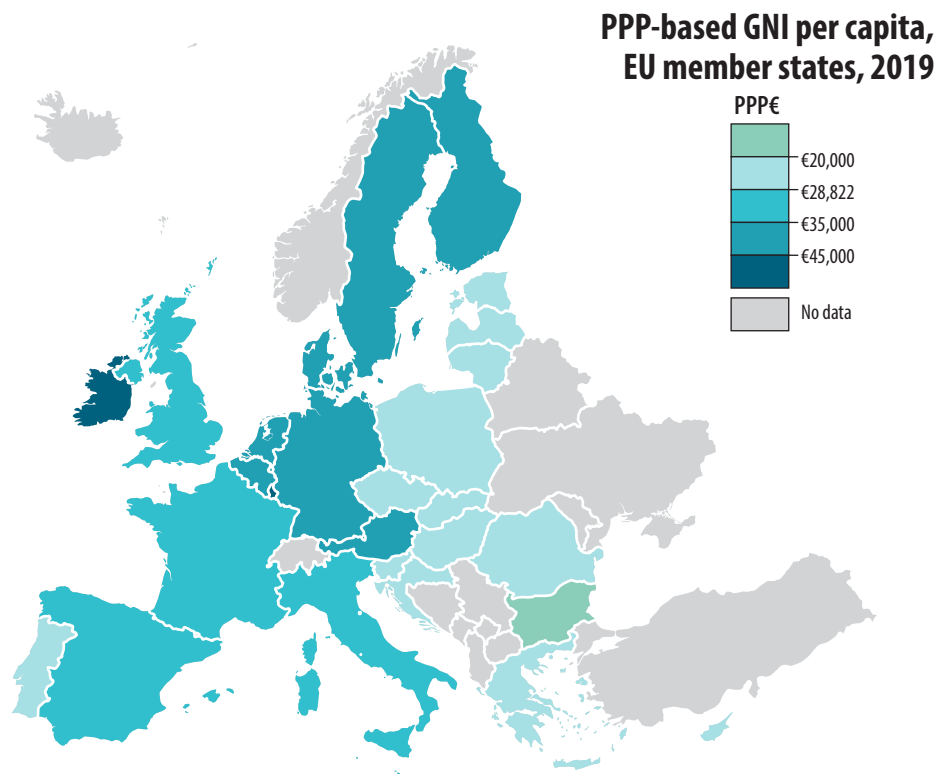 PPP-based GNI per capita,
EU member states, 2019
PPP€
€20,000
€28,822
€35,000
€45,000
No data